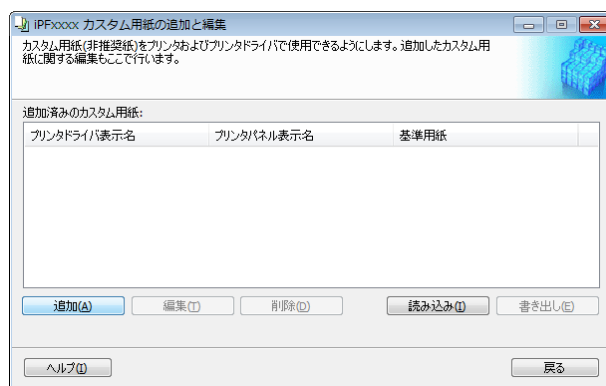 iPFxxxx カスタム用紙の追加と編集
カスタム用紙(非推奨紙)をプリンタおよびプリンタドライバで使用できるようにします。追加したカスタム用
紙に関する編集もここで行います。
追加済みのカスタム用紙:
プリンタドライバ表示名 プリンタパネル表示名 基準用紙
追加(A) 編集(T) 削除(D) 読み込み(I) 書き出し(E)
ヘルプ(I) 戻る